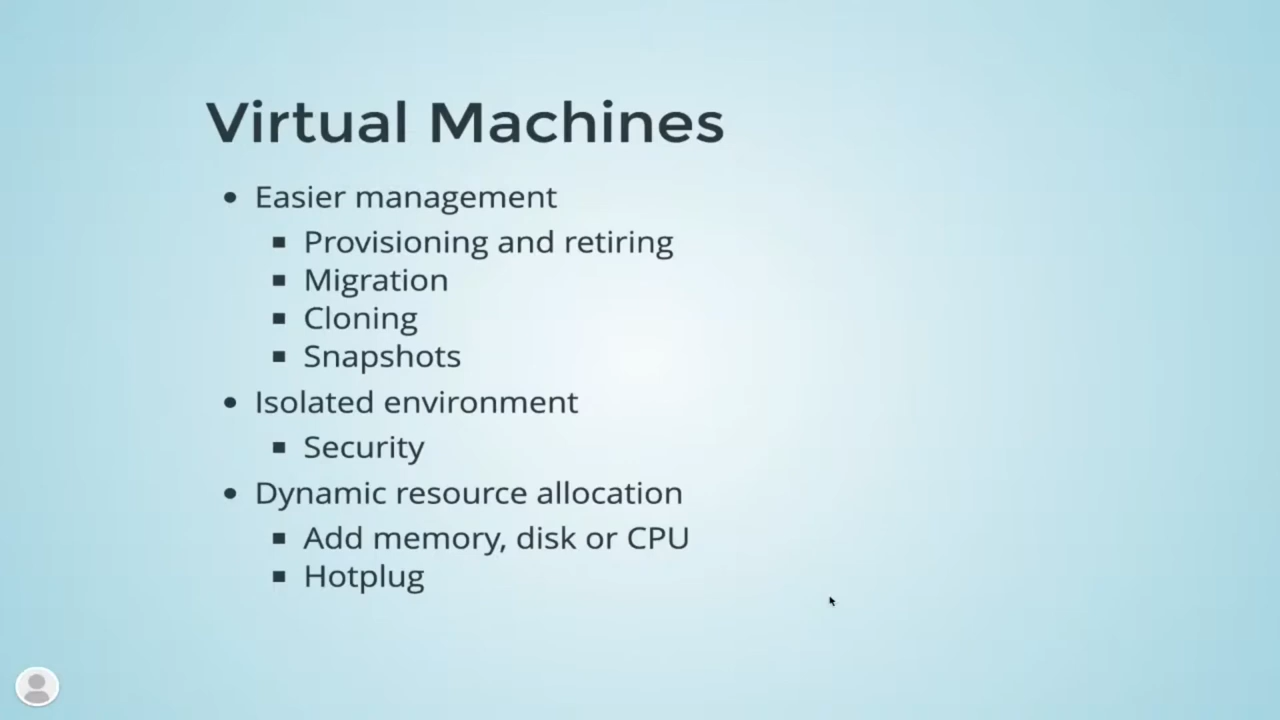 Virtual Machines
Easier management
Provisioning and retiring
Migration
Cloning
Snapshots
Isolated environment
Security
Dynamic resource allocation
Add memory, disk or CPU
Hotplug